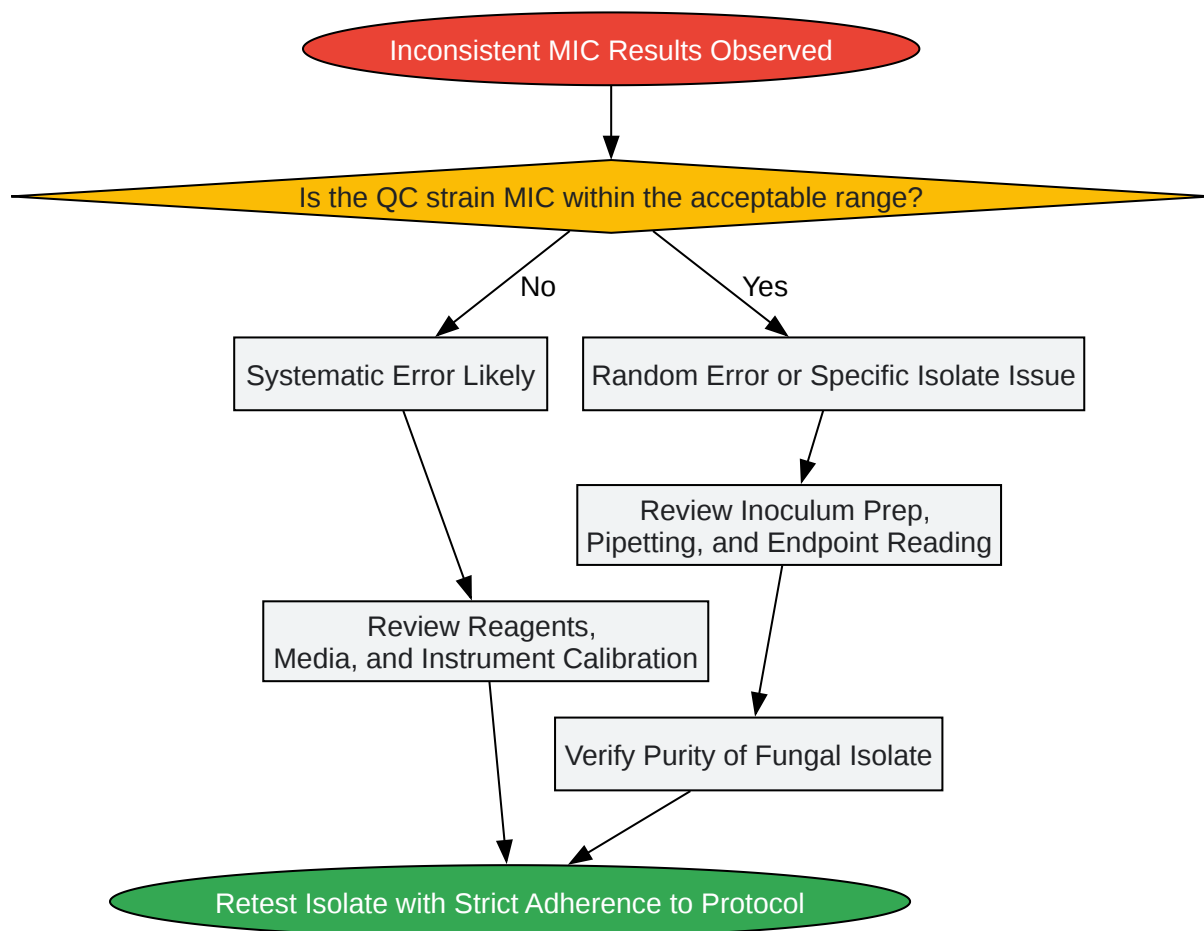 Inconsistent MIC Results Observed
Is the QC strain MIC within the acceptable range?
No
Yes
Systematic Error Likely
Random Error or Specific Isolate Issue
Review Inoculum Prep,
Pipetting, and Endpoint Reading
Review Reagents,
Media, and Instrument Calibration
Verify Purity of Fungal Isolate
Retest Isolate with Strict Adherence to Protocol